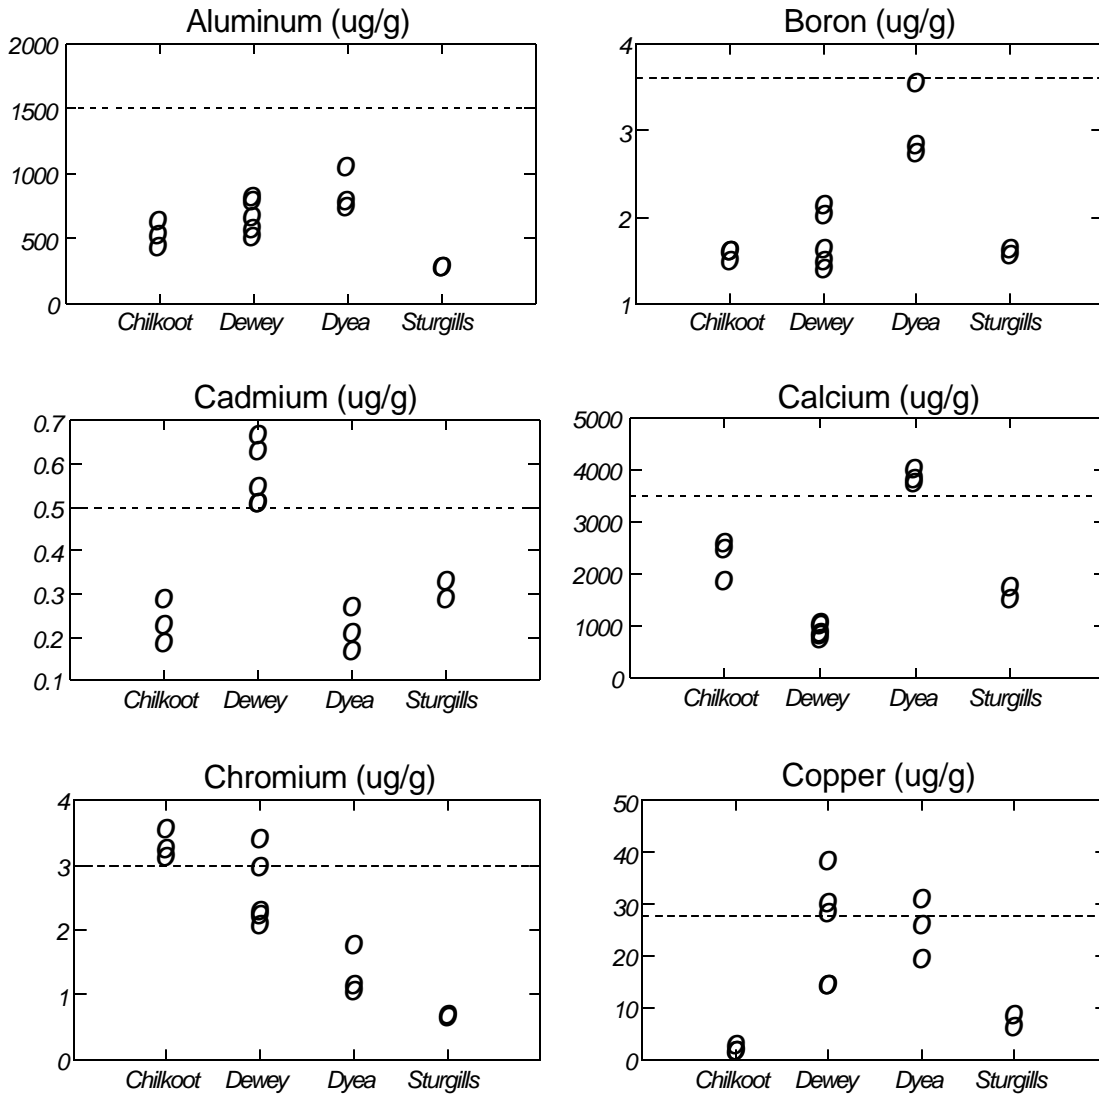 Aluminum (ug/g)
2000
1500
1000
500
0
Chilkoot Dewey Dyea Sturgills
Boron (ug/g)
4
3
2
1
Chilkoot Dewey Dyea Sturgills
Cadmium (ug/g)
0.7
0.6
0.5
0.4
0.3
0.2
0.1
Chilkoot Dewey Dyea Sturgills
Calcium (ug/g)
5000
4000
3000
2000
1000
0
Chilkoot Dewey Dyea Sturgills
Chromium (ug/g)
4
3
2
1
0
Chilkoot Dewey Dyea Sturgills
Copper (ug/g)
50
40
30
20
10
0
Chilkoot Dewey Dyea Sturgills